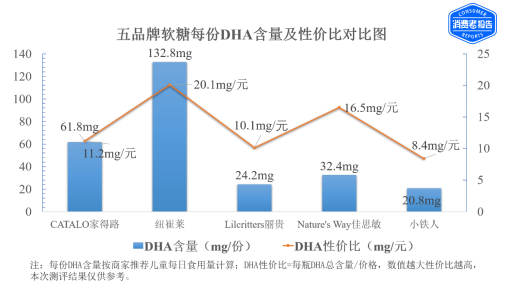 五品牌软糖每份DHA含量及性价比对比图
CONSUMER
消费者报告
REPORTS
140
120
100
80
60
40
20
0
25
20
15
10
5
0
61.8mg
132.8mg
24.2mg
32.4mg
20.8mg
11.2mg/元
20.1mg/元
10.1mg/元
16.5mg/元
8.4mg/元
CATALO家得路
纽崔莱
Lilcritters丽贵
Nature's Way佳思敏
小铁人
DHA含量（mg/份）
DHA性价比（mg/元）
注：每份DHA含量按商家推荐儿童每日食用量计算；DHA性价比=每瓶DHA总含量/价格，数值越大性价比越高，
本次测评结果仅供参考。